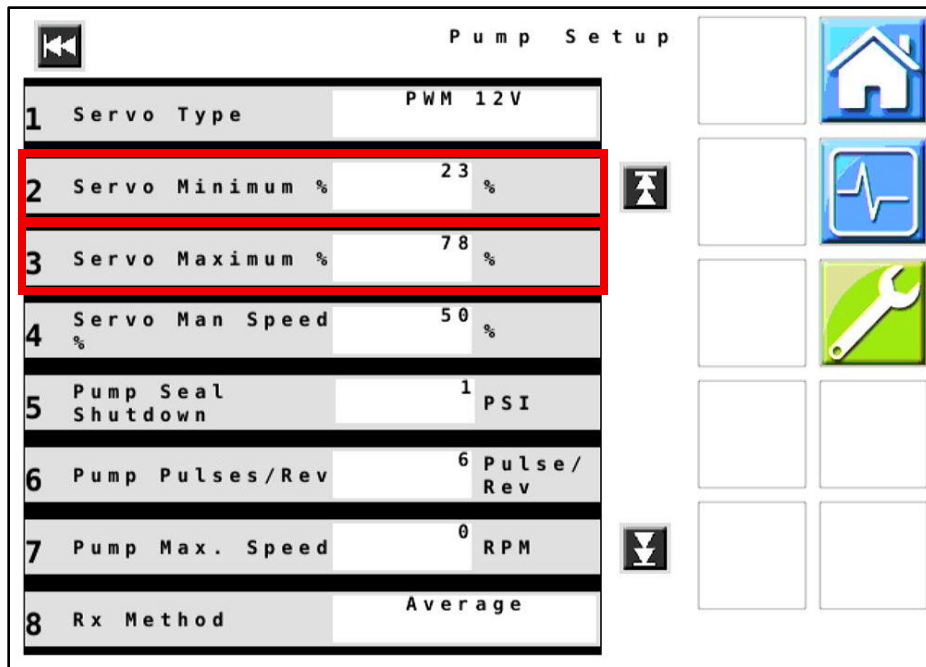 Pump Setup
1 Servo Type PWM 12V
2 Servo Minimum % 23 %
3 Servo Maximum % 78 %
4 Servo Man Speed 50 %
%
5 Pump Seal 1 PSI
Shutdown
6 Pump Pulses/Rev 6 Pulse/
Rev
7 Pump Max. Speed 0 RPM
8 Rx Method Average